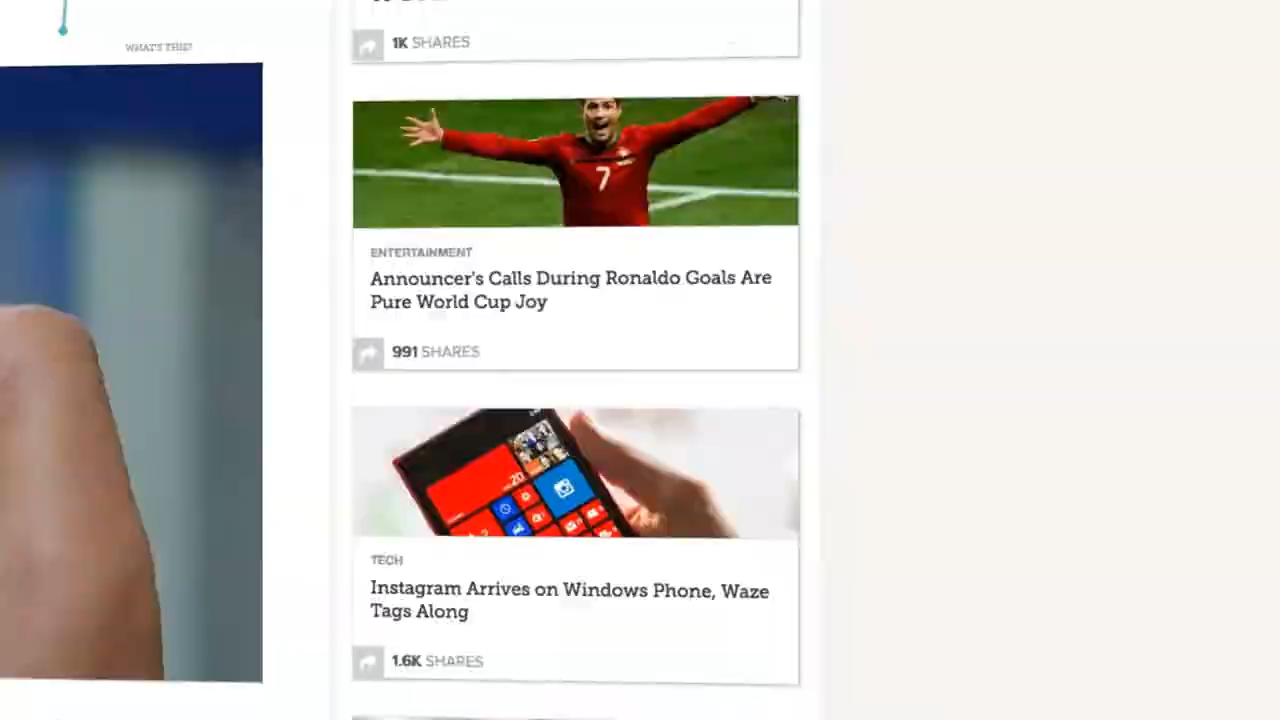 WHAT'S THIS?
1K SHARES
7
ENTERTAINMENT
Announcer's Calls During Ronaldo Goals Are
Pure World Cup Joy
991 SHARES
20
TECH
Instagram Arrives on Windows Phone, Waze
Tags Along
1.6K SHARES